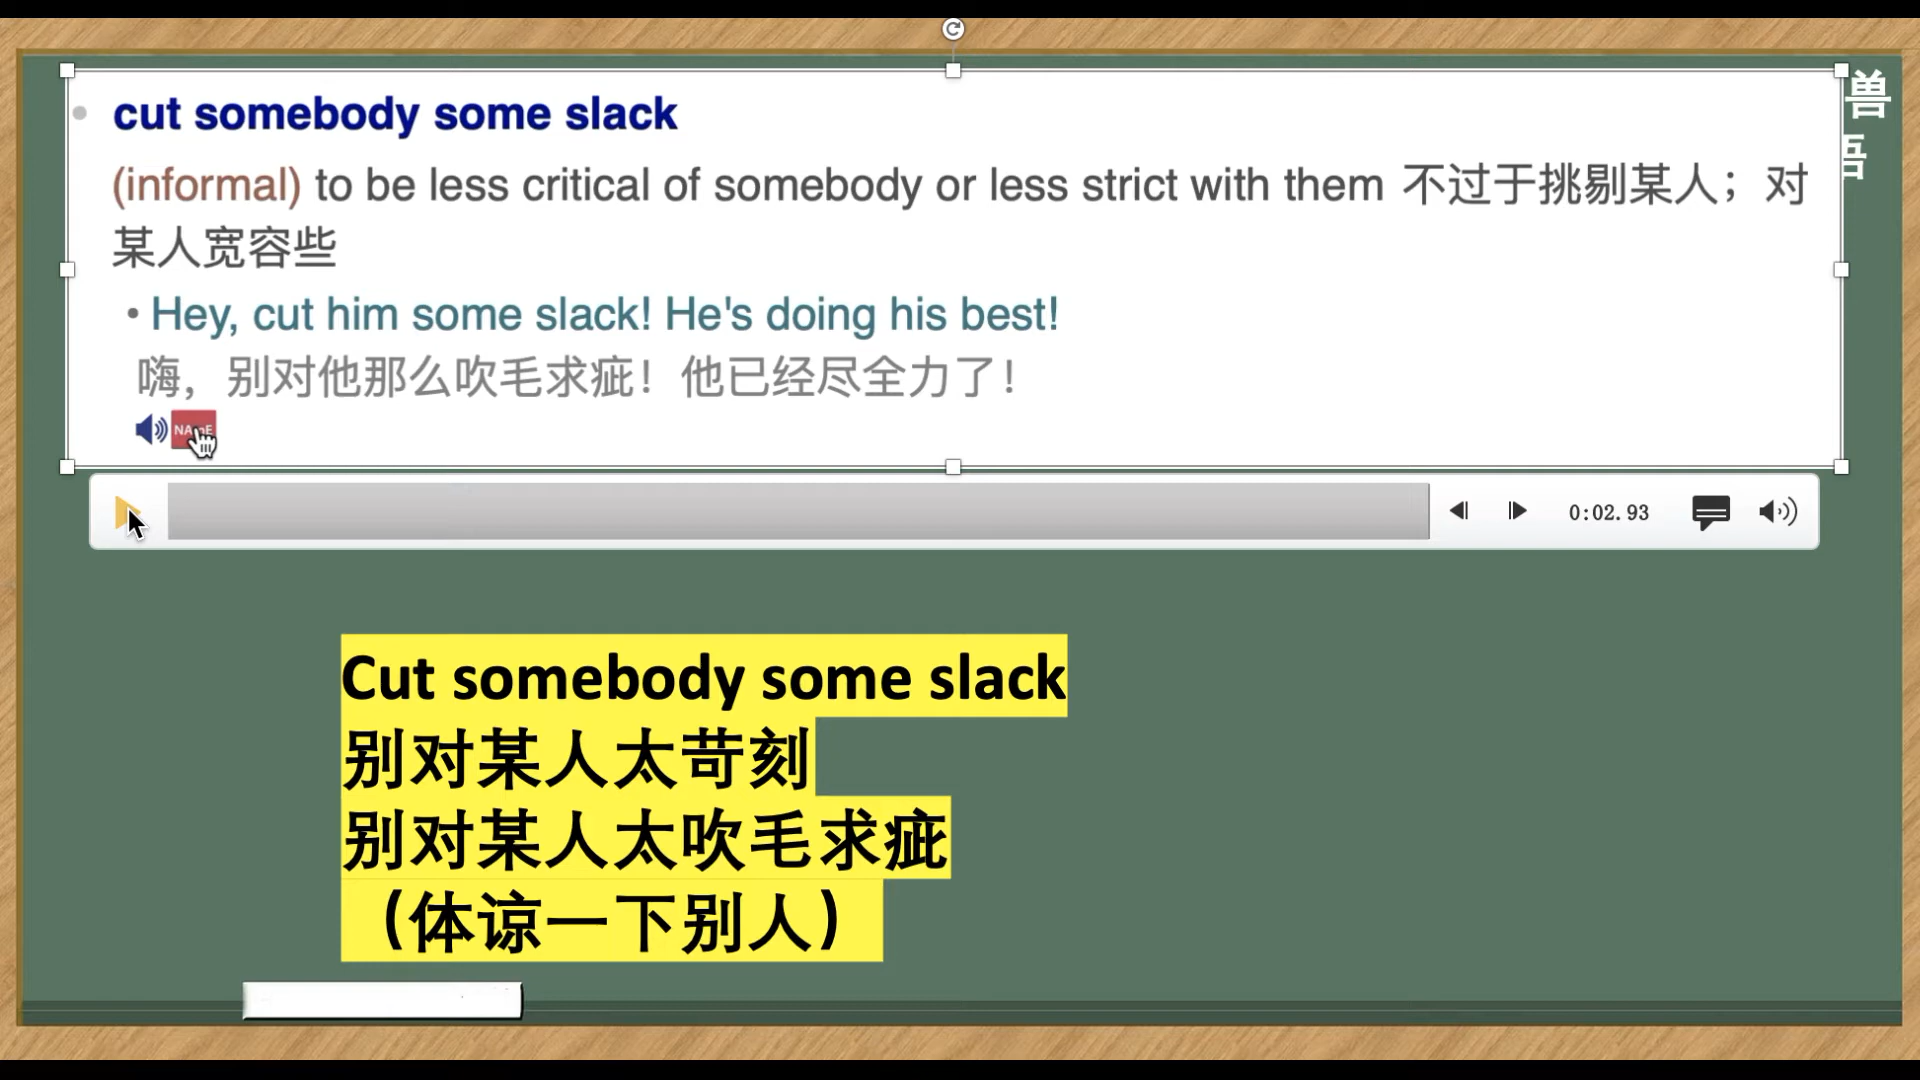 cut somebody some slack
兽
(informal) to be less critical of somebody or less strict with them 不过于挑剔某人；对
某人宽容些
Hey, cut him some slack! He's doing his best!
嗨，别对他那么吹毛求疵！他已经尽全力了！
0:02.93
Cut somebody some slack
别对某人太苛刻
别对某人太吹毛求疵
（体谅一下别人）